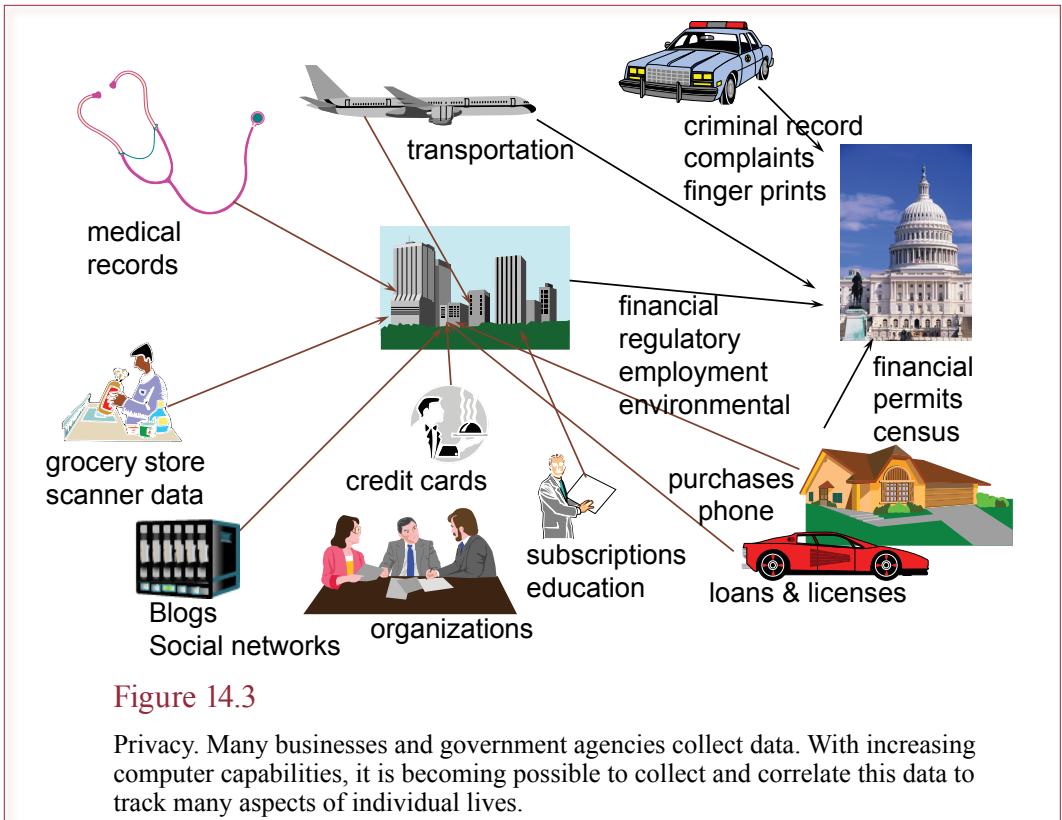 transportation
criminal record
complaints
finger prints
medical
records
financial
regulatory
employment
environmental
financial
permits
census
grocery store
scanner data
credit cards
purchases
phone
subscriptions
education
loans & licenses
Blogs
Social networks
organizations
Figure 14.3
Privacy. Many businesses and government agencies collect data. With increasing
computer capabilities, it is becoming possible to collect and correlate this data to
track many aspects of individual lives.